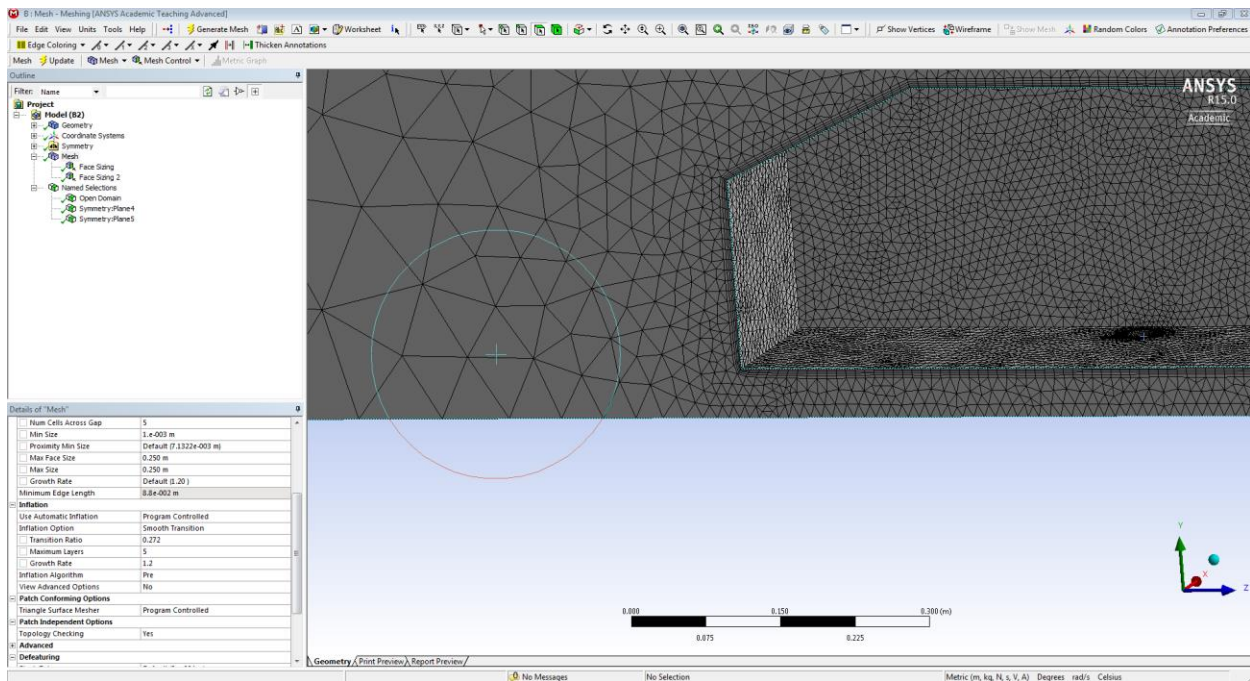 B : Mesh - Meshing [ANSYS Academic Teaching Advanced]
File Edit View Units Tools Help Generate Mesh Worksheet Show Vertices Wireframe Show Mesh Random Colors Annotation Preferences
Edge Coloring Thicken Annotations
Mesh Update Mesh Mesh Control Metric Graph
Outline
Filter: Name
Project
Model (B2)
Geometry
Coordinate Systems
Symmetry
Mesh
Face Sizing
Face Sizing 2
Named Selections
Open Domain
Symmetry:Plane4
Symmetry:Plane5
ANSYS
R15.0
Academic
Details of "Mesh"
Num Cells Across Gap 5
Min Size 1.e-003 m
Proximity Min Size Default (7.1322e-003 m)
Max Face Size 0.250 m
Max Size 0.250 m
Growth Rate Default (1.20 )
Minimum Edge Length 8.8e-002 m
Inflation
Use Automatic Inflation Program Controlled
Inflation Option Smooth Transition
Transition Ratio 0.272
Maximum Layers 5
Growth Rate 1.2
Inflation Algorithm Pre
View Advanced Options No
Patch Conforming Options
Triangle Surface Mesher Program Controlled
Patch Independent Options
Topology Checking Yes
Advanced
Defeaturing
Y
X
Z
0.000 0.150 0.300 (m)
0.075 0.225
Geometry Print Preview Report Preview
No Messages No Selection Metric (m, kg, N, s, V, A) Degrees rad/s Celsius